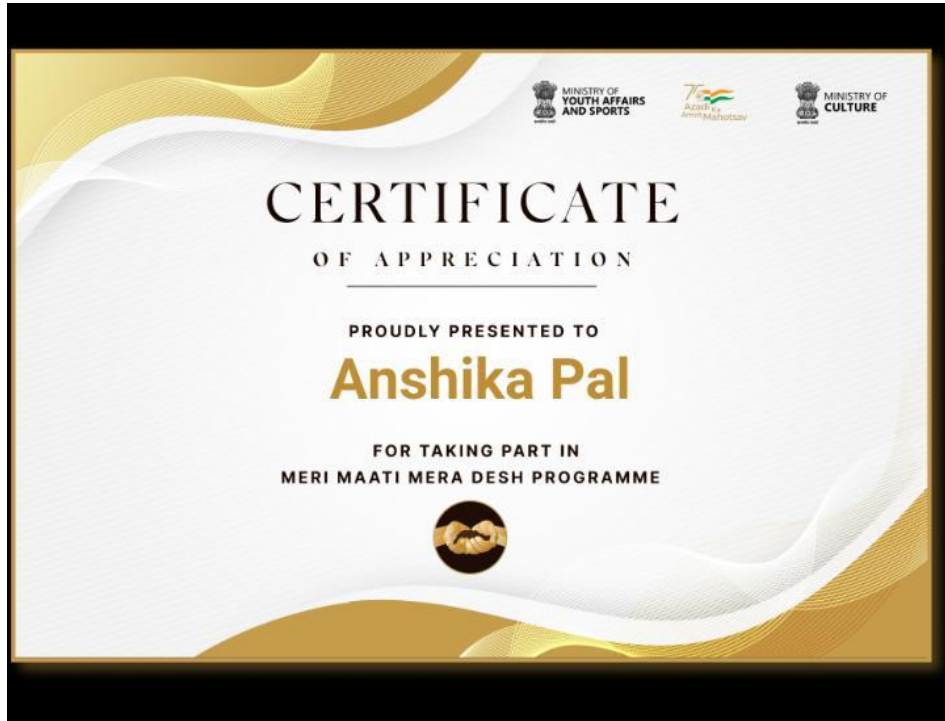 MINISTRY OF
YOUTH AFFAIRS
AND SPORTS
Azadi Ka
Amrit Mahotsav
MINISTRY OF
CULTURE
CERTIFICATE
OF APPRECIATION
PROUDLY PRESENTED TO
Anshika Pal
FOR TAKING PART IN
MERI MAATI MERA DESH PROGRAMME